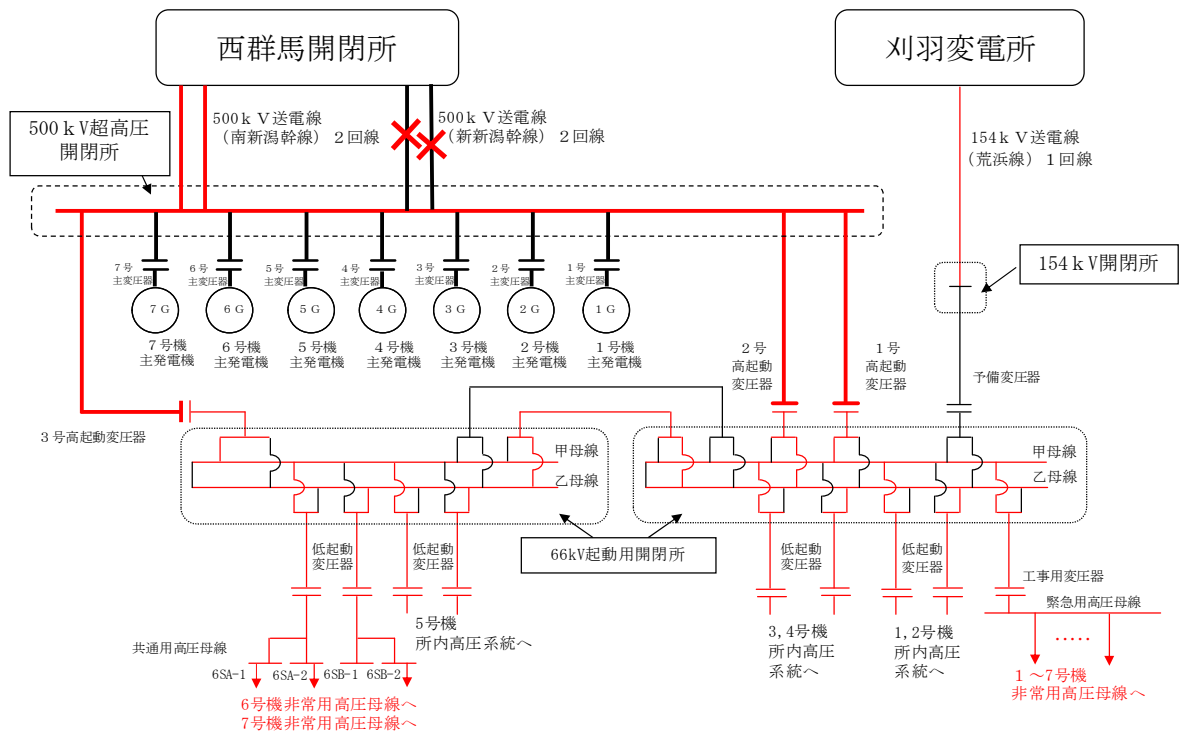 西群馬開閉所
刈羽変電所
500ｋV超高圧
開閉所
500ｋＶ送電線
（南新潟幹線）２回線
500ｋＶ送電線
（新新潟幹線）２回線
154ｋＶ送電線
（荒浜線）１回線
154ｋV開閉所
７号
主変圧器
６号
主変圧器
５号
主変圧器
４号
主変圧器
３号
主変圧器
２号
主変圧器
１号
主変圧器
７Ｇ
６Ｇ
５Ｇ
４Ｇ
３Ｇ
２Ｇ
１Ｇ
７号機
主発電機
６号機
主発電機
５号機
主発電機
４号機
主発電機
３号機
主発電機
２号機
主発電機
１号機
主発電機
２号
高起動
変圧器
１号
高起動
変圧器
予備変圧器
３号高起動変圧器
甲母線
乙母線
甲母線
乙母線
66kV起動用開閉所
低起動
変圧器
低起動
変圧器
低起動
変圧器
低起動
変圧器
工事用変圧器
緊急用高圧母線
5号機
所内高圧系統へ
3,4号機
所内高圧
系統へ
1,2号機
所内高圧
系統へ
共通用高圧母線
6SA-1
6SA-2
6SB-1
6SB-2
6号機非常用高圧母線へ
7号機非常用高圧母線へ
.....
１～7号機
非常用高圧母線へ